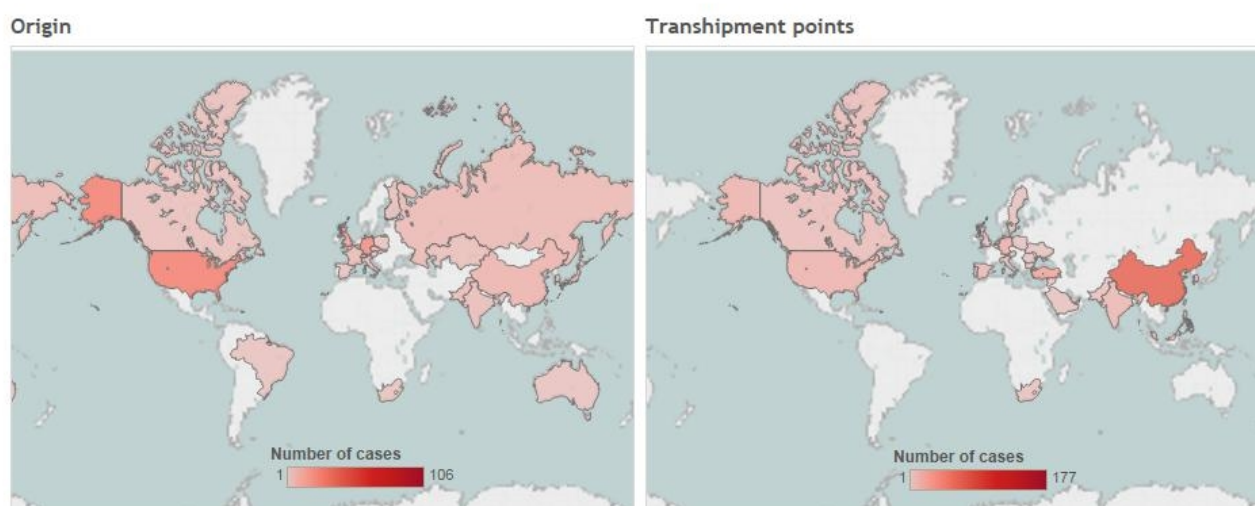 Origin
Transhipment points
Number of cases
1 106
Number of cases
1 177